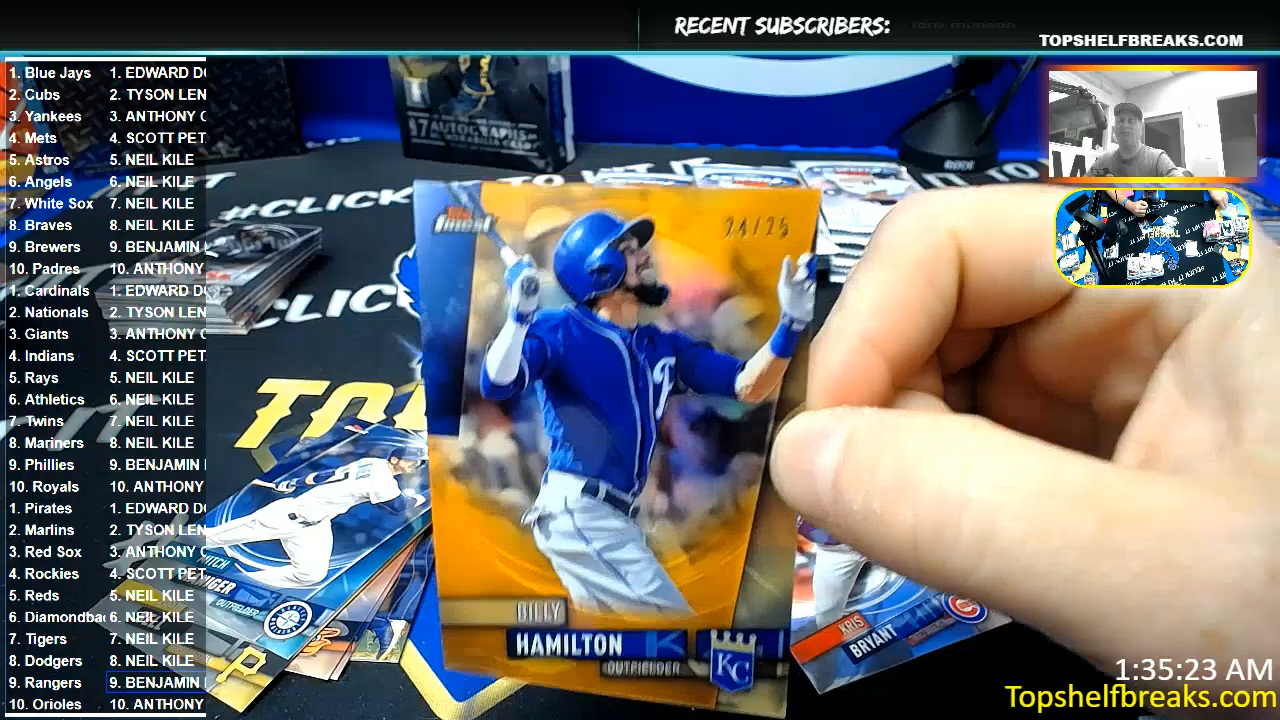 RECENT SUBSCRIBERS:
TOPSHELFBREAKS.COM
1. Blue Jays 1. EDWARD
2. Cubs 2. TYSON LEN
3. Yankees 3. ANTHONY
4. Mets 4. SCOTT PET
5. Astros 5. NEIL KILE
6. Angels 6. NEIL KILE
7. White Sox 7. NEIL KILE
8. Braves 8. NEIL KILE
9. Brewers 9. BENJAMIN
10. Padres 10. ANTHONY
1. Cardinals 1. EDWARD
2. Nationals 2. TYSON LEN
3. Giants 3. ANTHONY
4. Indians 4. SCOTT PET
5. Rays 5. NEIL KILE
6. Athletics 6. NEIL KILE
7. Twins 7. NEIL KILE
8. Mariners 8. NEIL KILE
9. Phillies 9. BENJAMIN
10. Royals 10. ANTHONY
1. Pirates 1. EDWARD
2. Marlins 2. TYSON LEN
3. Red Sox 3. ANTHONY
4. Rockies 4. SCOTT PET
5. Reds 5. NEIL KILE
6. Diamondba 6. NEIL KILE
7. Tigers 7. NEIL KILE
8. Dodgers 8. NEIL KILE
9. Rangers 9. BENJAMIN
10. Orioles 10. ANTHONY
17 AUTOGRAPHS
#CLICK
TO
Finest
24/25
BILLY
HAMILTON
OUTFIELDER
KC
MITCH
OUTFIELDER
P
KRIS
BRYANT
1:35:23 AM
Topshelfbreaks.com